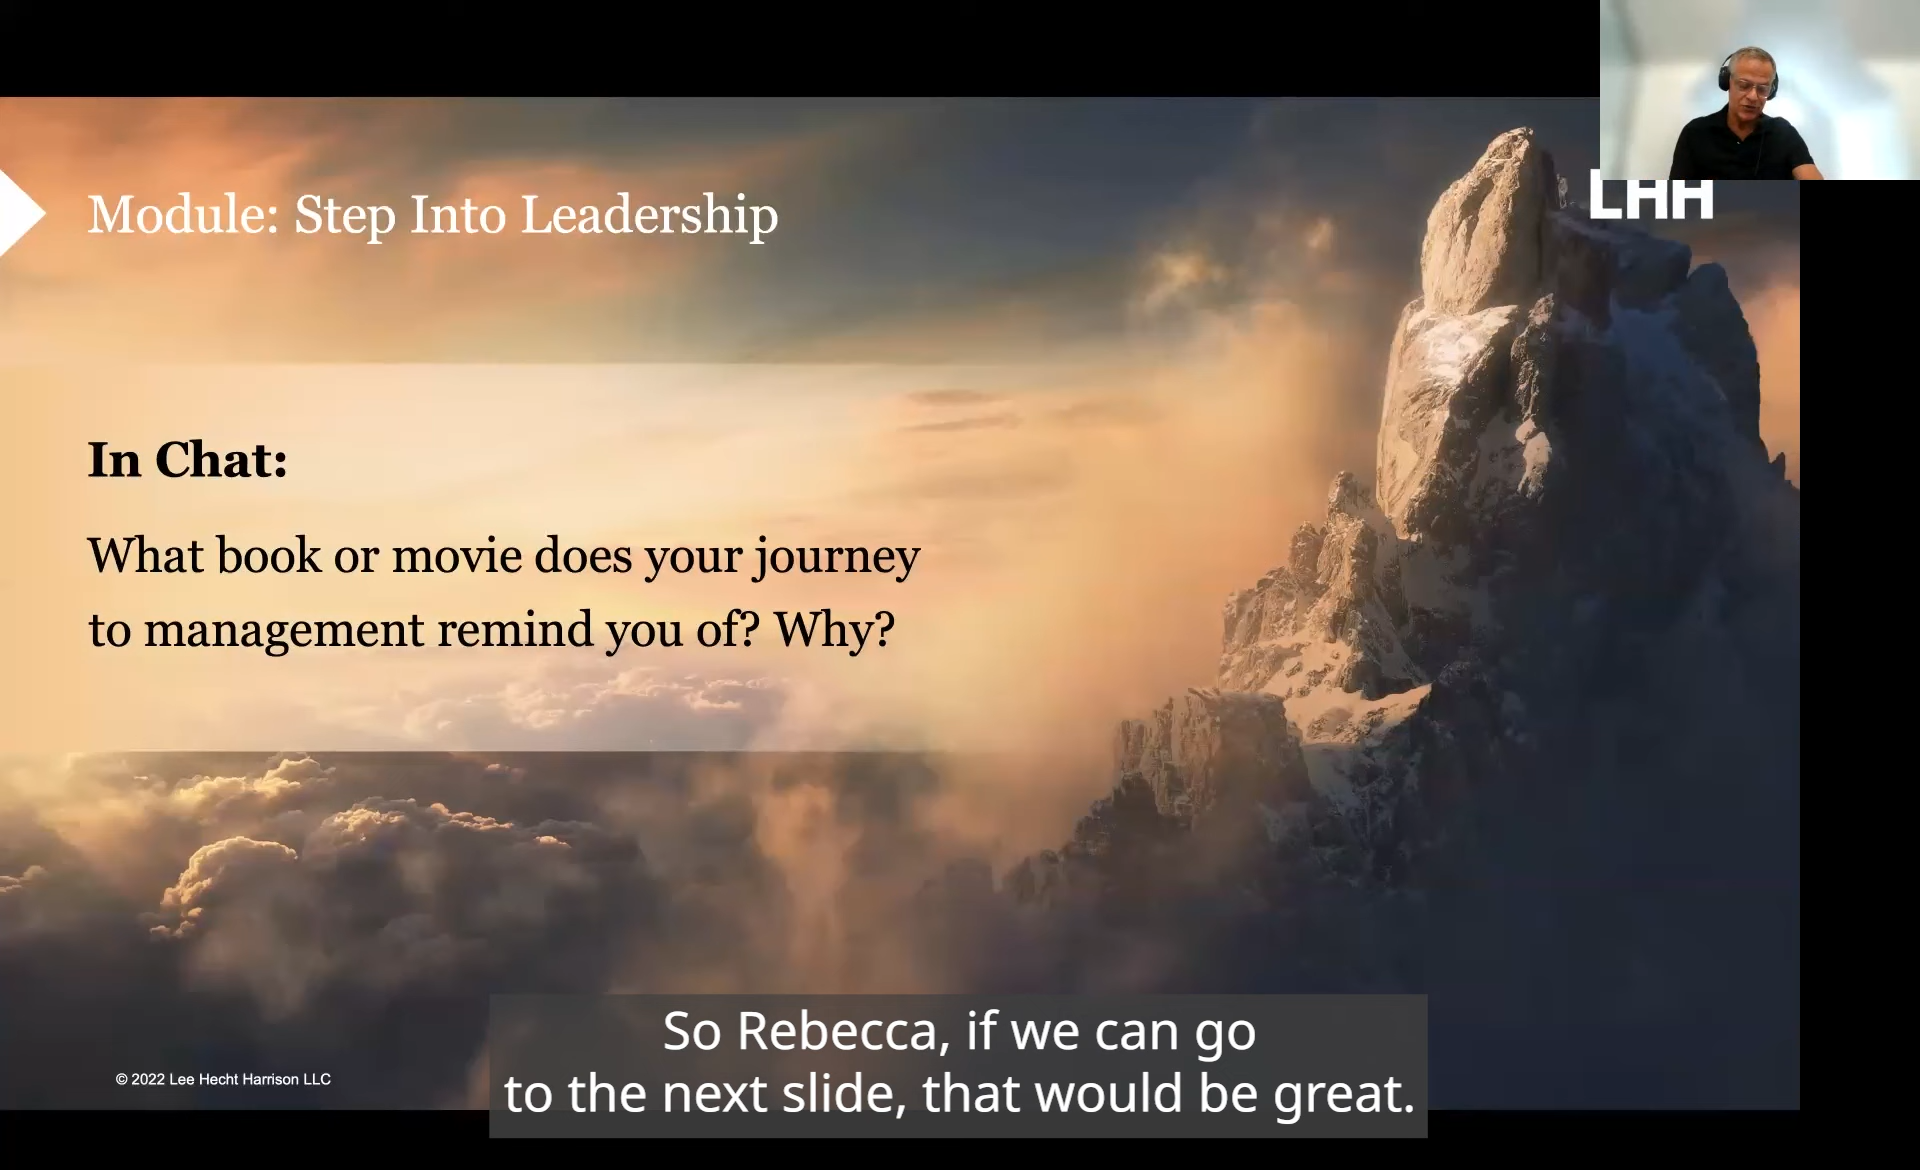 Module: Step Into Leadership
LHH
In Chat:
What book or movie does your journey
to management remind you of? Why?
© 2022 Lee Hecht Harrison LLC
So Rebecca, if we can go
to the next slide, that would be great.